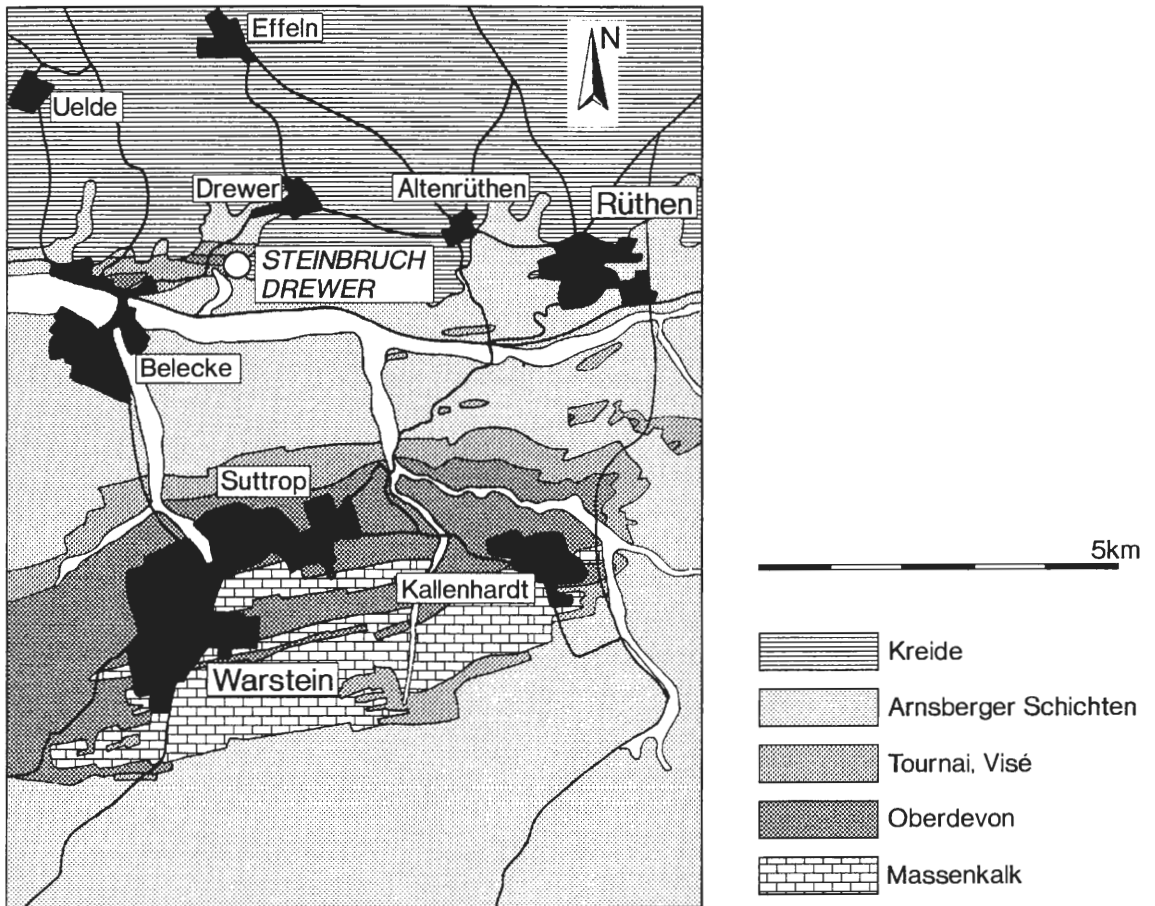 Effeln
N
Uelde
Drewer
Altenrüthen
Rüthen
STEINBRUCH
DREWER
Belecke
Suttrop
Kallenhardt
Warstein
5km
Kreide
Arnsberger Schichten
Tournai, Visé
Oberdevon
Massenkalk